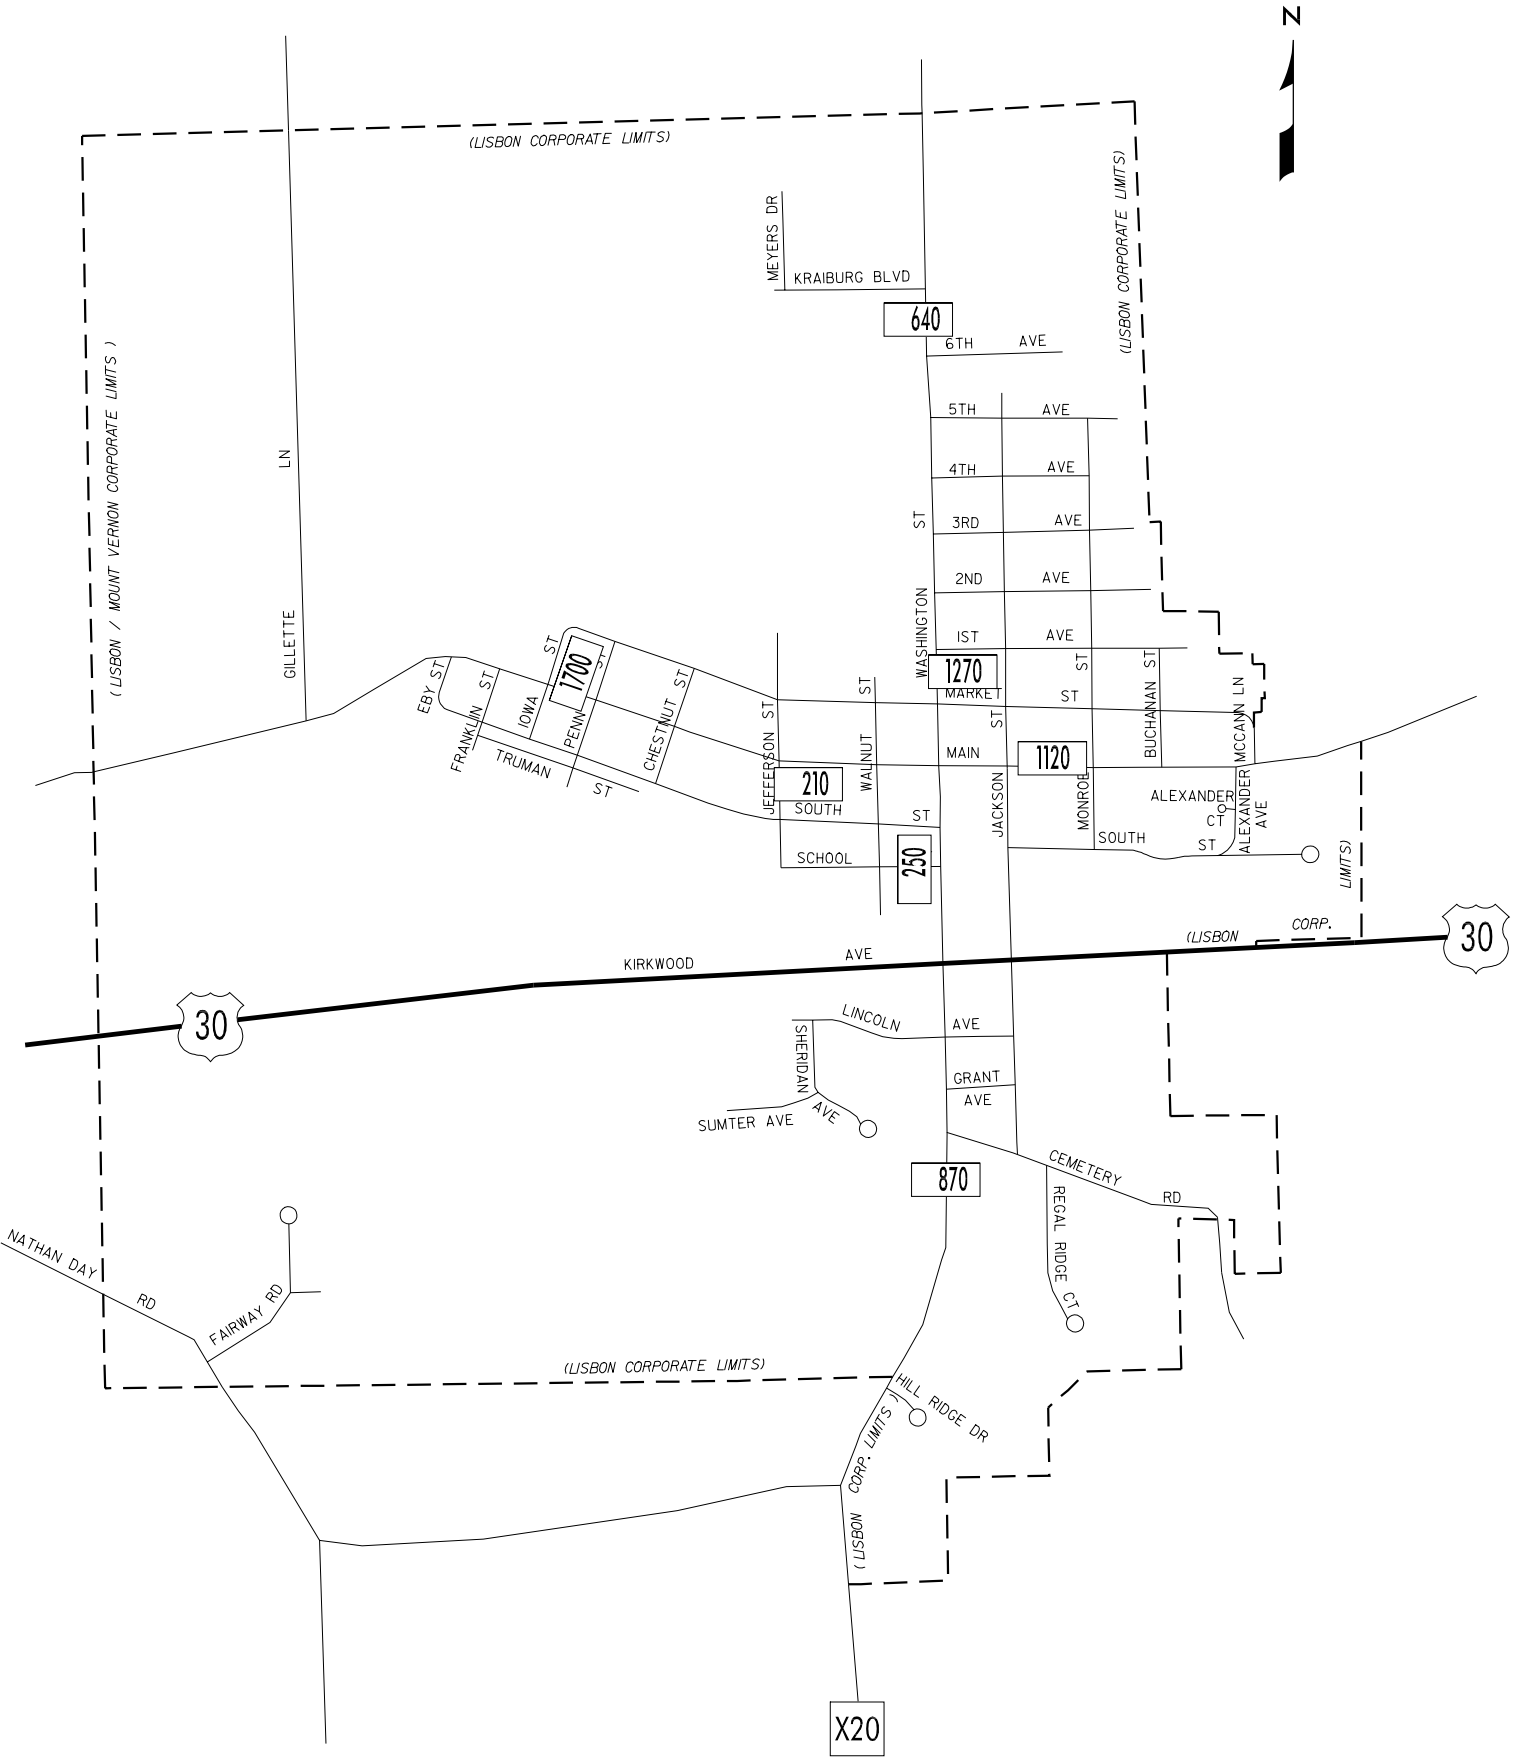 N
(LISBON CORPORATE LIMITS)
(LISBON CORPORATE LIMITS)
MEYERS DR
KRAIBURG BLVD
640
6TH AVE
(LISBON / MOUNT VERNON CORPORATE LIMITS )
5TH AVE
GILLETTE LN
4TH AVE
WASHINGTON ST
3RD AVE
2ND AVE
1ST AVE
1270
MARKET ST
1700
EBY ST
FRANKLIN ST
IOWA ST
PENN ST
CHESTNUT ST
TRUMAN ST
JEFFERSON ST
WALNUT ST
MAIN
1120
JACKSON ST
MONROE ST
BUCHANAN ST
MCCANN LN
210
SOUTH ST
ALEXANDER
CT
ALEXANDER
AVE
SOUTH ST
SCHOOL
250
(LISBON CORP. LIMITS)
30
KIRKWOOD AVE
30
LINCOLN AVE
SHERIDAN AVE
GRANT
AVE
SUMTER AVE
CEMETERY RD
870
REGAL RIDGE CT
NATHAN DAY RD
FAIRWAY RD
(LISBON CORPORATE LIMITS)
HILL RIDGE DR
( LISBON CORP. LIMITS )
X20